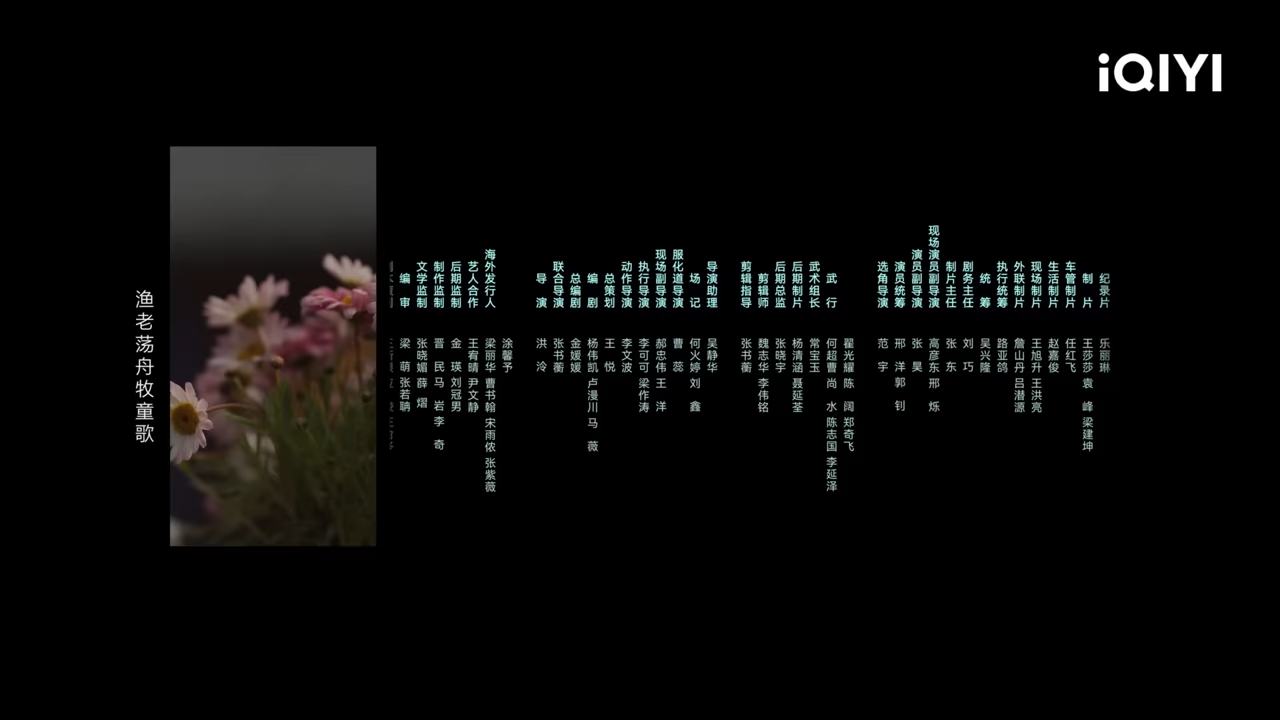 iQIYI
渔老荡舟牧童歌
编审
梁萌 张若聃
文学监制
张晓媚 薛熠
制作监制
晋民 马岩 李奇
后期监制
金瑛 刘冠男
艺人合作
王宥晴 尹文静
海外发行人
梁丽华 曹书翰 宋雨侬 张紫薇
涂馨予
导演
洪泠
联合导演
张书蘅
总编剧
金媛媛
编剧
杨伟凯 卢漫川 马薇
总策划
王悦
动作导演
李文波
执行导演
李可可 梁作涛
现场副导演
郝忠伟 王洋
服化道导演
曹蕊
场记
何火婷 刘鑫
导演助理
吴静华
剪辑指导
张书蘅
剪辑师
魏志华 李伟铭
后期总监
张晓宇
后期制片
杨清涵 聂延荃
武术组长
常宝玉
武行
何超曹 尚水 陈志国 李延泽
翟光耀 陈阔 郑奇飞
选角导演
范宇
演员统筹
邢洋 郭钊
演员副导演
张昊
现场演员副导演
高彦东 邢烁
制片主任
张东
剧务主任
刘巧
统筹
吴兴隆
执行统筹
路亚鸽
外联制片
詹山丹 吕潜源
现场制片
王旭升 王洪亮
生活制片
赵嘉俊
车管制片
任红飞
制片
王莎莎 袁峰 梁建坤
纪录片
乐丽琳